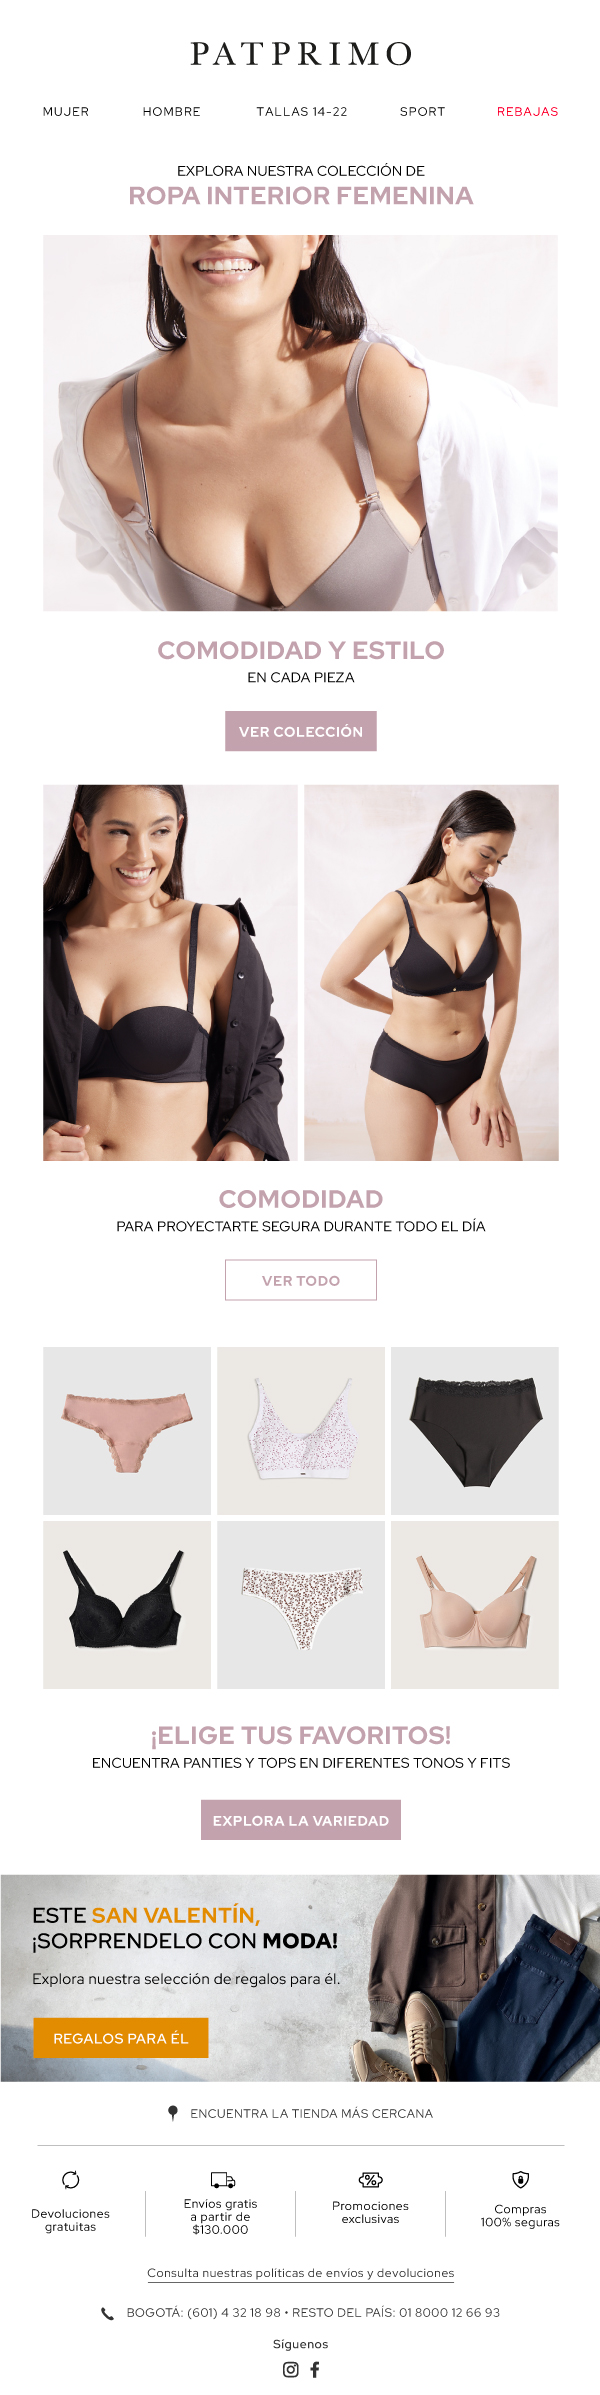 PATPRIMO
MUJER HOMBRE TALLAS 14-22 SPORT REBAJAS
EXPLORA NUESTRA COLECCIÓN DE
ROPA INTERIOR FEMENINA
COMODIDAD Y ESTILO
EN CADA PIEZA
VER COLECCIÓN
COMODIDAD
PARA PROYECTARTE SEGURA DURANTE TODO EL DÍA
VER TODO
¡ELIGE TUS FAVORITOS!
ENCUENTRA PANTIES Y TOPS EN DIFERENTES TONOS Y FITS
EXPLORA LA VARIEDAD
ESTE SAN VALENTÍN,
¡SORPRENDELO CON MODA!
Explora nuestra selección de regalos para él.
REGALOS PARA ÉL
ENCUENTRA LA TIENDA MÁS CERCANA
Devoluciones
gratuitas
Envíos gratis
a partir de
$130.000
Promociones
exclusivas
Compras
100% seguras
Consulta nuestras políticas de envíos y devoluciones
BOGOTÁ: (601) 4 32 18 98 • RESTO DEL PAÍS: 01 8000 12 66 93
Síguenos